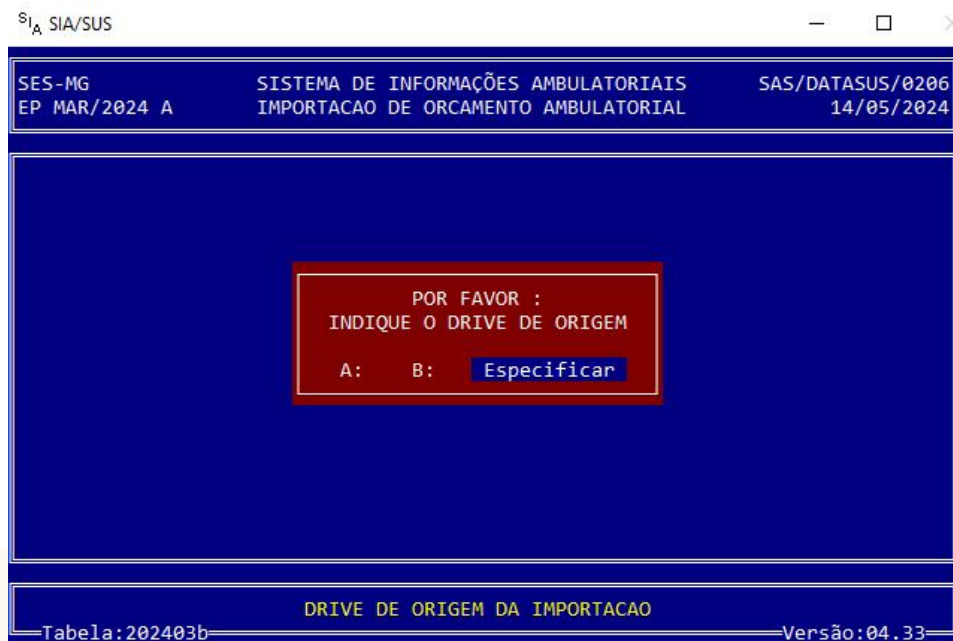 SIA SIA/SUS
SES-MG SISTEMA DE INFORMAÇÕES AMBULATORIAIS SAS/DATASUS/0206
EP MAR/2024 A IMPORTACAO DE ORCAMENTO AMBULATORIAL 14/05/2024
POR FAVOR :
INDIQUE O DRIVE DE ORIGEM
A: B: Especificar
DRIVE DE ORIGEM DA IMPORTACAO
Tabela:202403b Versão:04.33